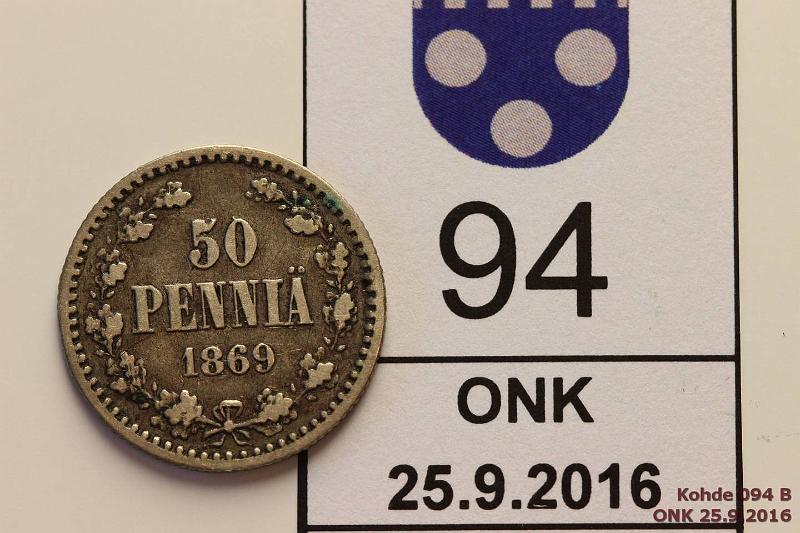 50
PENNIÄ
1869
94
ONK
25.9.2016
Kohde 094 B
ONK 25.9.2016